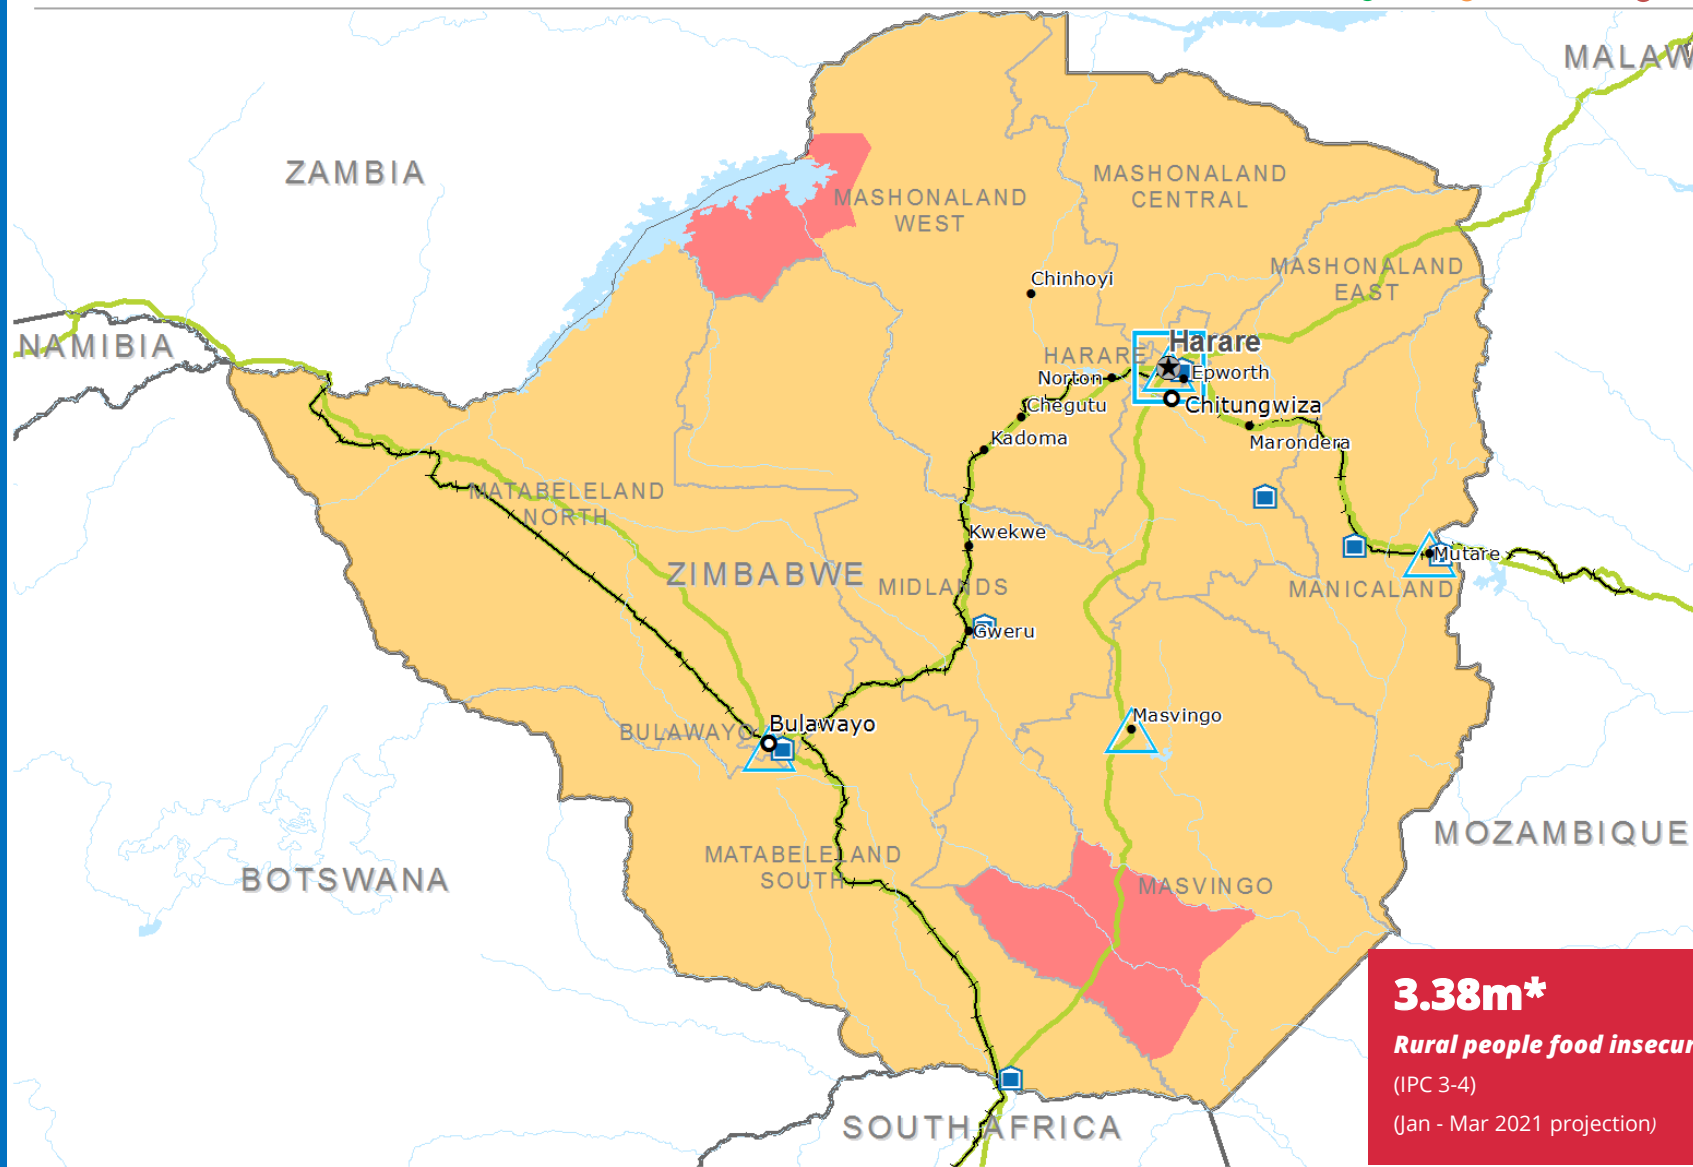 MALAW
ZAMBIA
MASHONALAND
CENTRAL
MASHONALAND
WEST
MASHONALAND
EAST
Chinhoyi
NAMIBIA
Harare
HARARE
Norton
Epworth
Chegutu
Chitungwiza
Kadoma
Marondera
MATABELELAND
NORTH
Kwekwe
Mutare
ZIMBABWE
MIDLANDS
MANICALAND
Gweru
Masvingo
BULAWAYO
Bulawayo
MOZAMBIQUE
MATABELELAND
SOUTH
BOTSWANA
MASVINGO
3.38m*
Rural people food insecur
(IPC 3-4)
(Jan - Mar 2021 projection)
SOUTH AFRICA